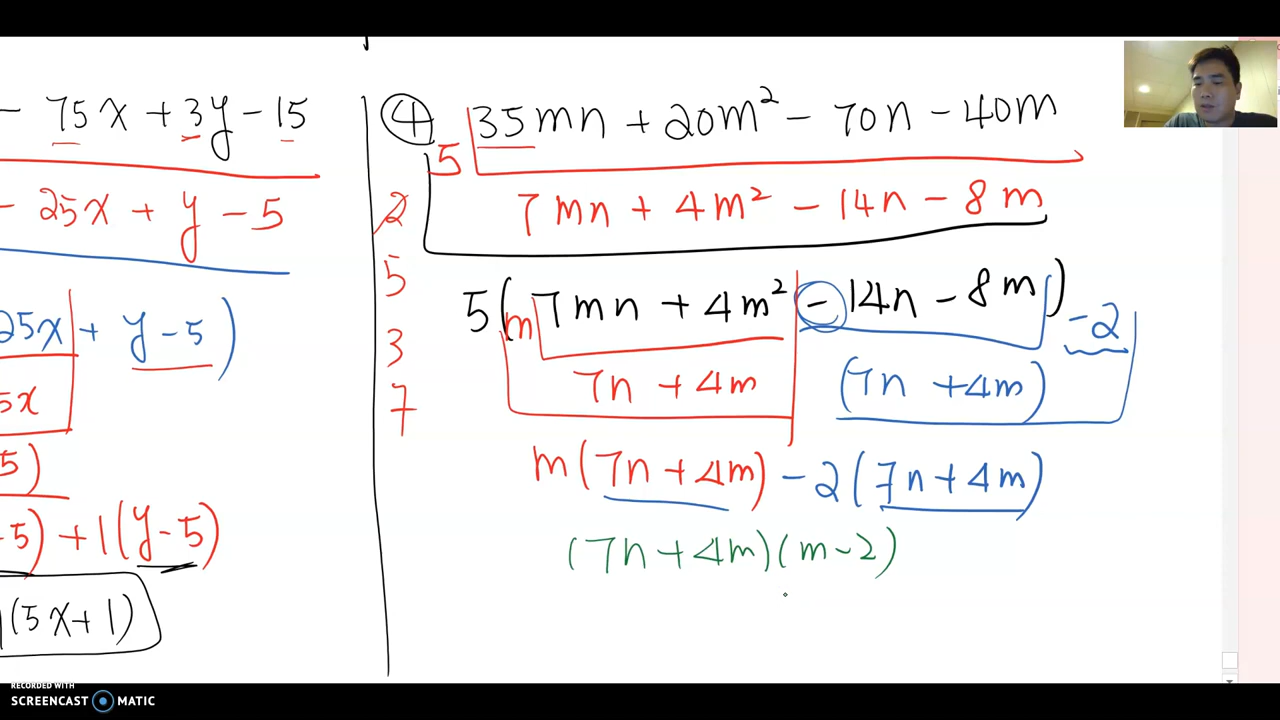 - 75x + 3y - 15
- 25x + y - 5
25x + y - 5)
5x
5)
-5) + 1(y - 5)
(5x + 1)
④ 35mn + 20m² - 70n - 40m
5
7mn + 4m² - 14n - 8m
2
5
3
7
5(7mn + 4m² - 14n - 8m)
m
-2
7n + 4m (7n + 4m)
m(7n + 4m) - 2(7n + 4m)
(7n + 4m)(m - 2)
RECORDED WITH
SCREENCAST MATIC